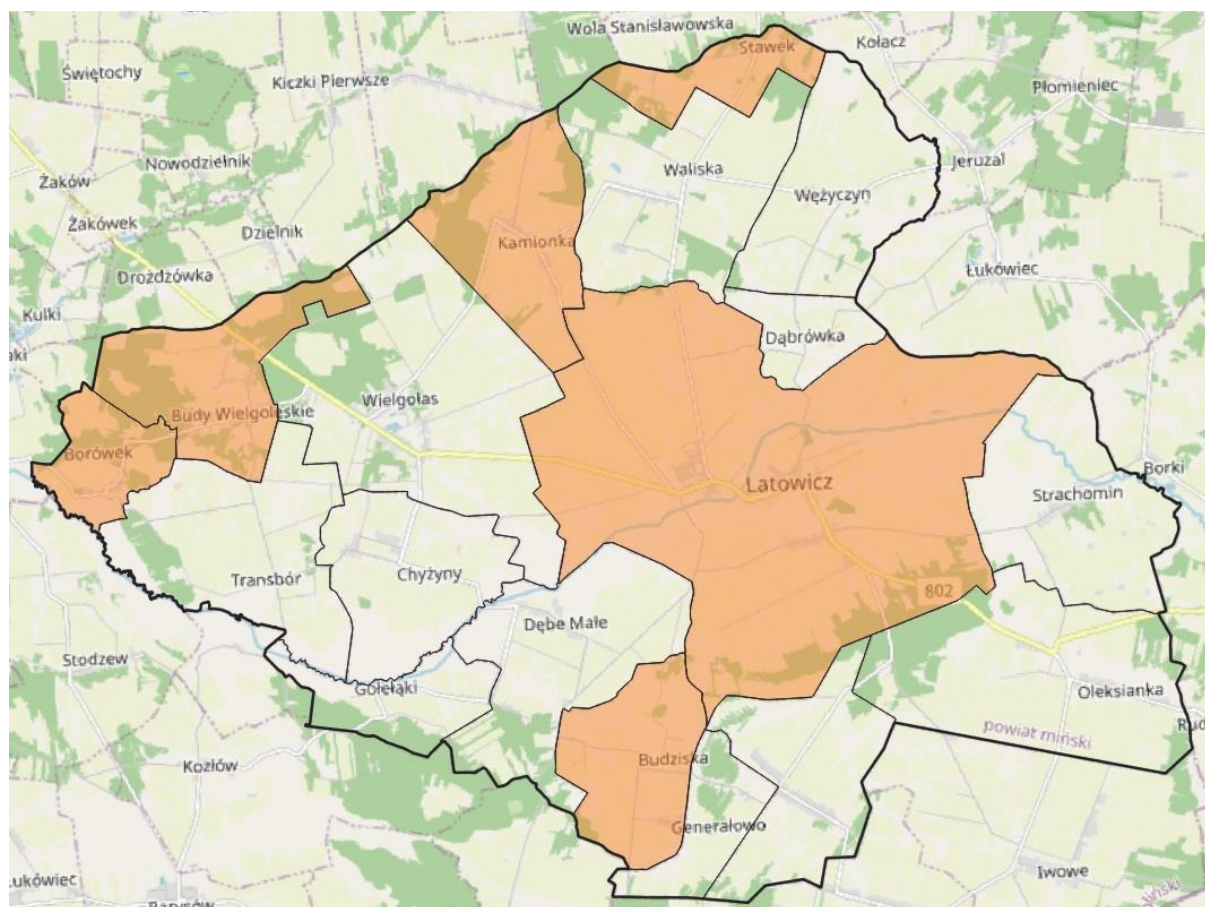 Wola Stanisławowska
Stawek
Kołacz
Świętochy
Kiczki Pierwsze
Płomieniec
Nowodzielnik
Waliska
Jeruzal
Żaków
Wężyczyn
Żakówek
Dzielnik
Kamionka
Drożdżówka
Łukówiec
Kulki
Dąbrówka
Wielgolas
Budy Wielgoleskie
Borówek
Latowicz
Borki
Strachomin
Transbór
Chyżyny
802
Dębe Małe
Stodzew
Gołełąki
Oleksianka
powiat miński
Kozłów
Budziska
Generałowo
Iwowe